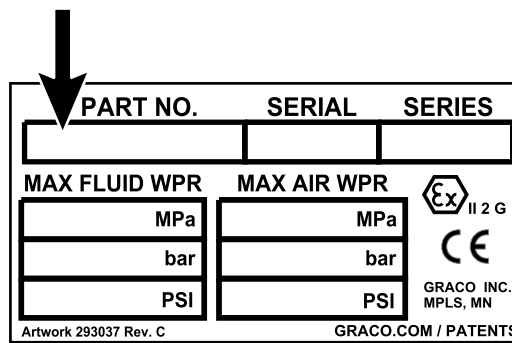 PART NO. SERIAL SERIES
MAX FLUID WPR MAX AIR WPR
MPa MPa
bar bar
PSI PSI
Ex II 2 G
CE
GRACO INC.
MPLS, MN
Artwork 293037 Rev. C GRACO.COM / PATENTS